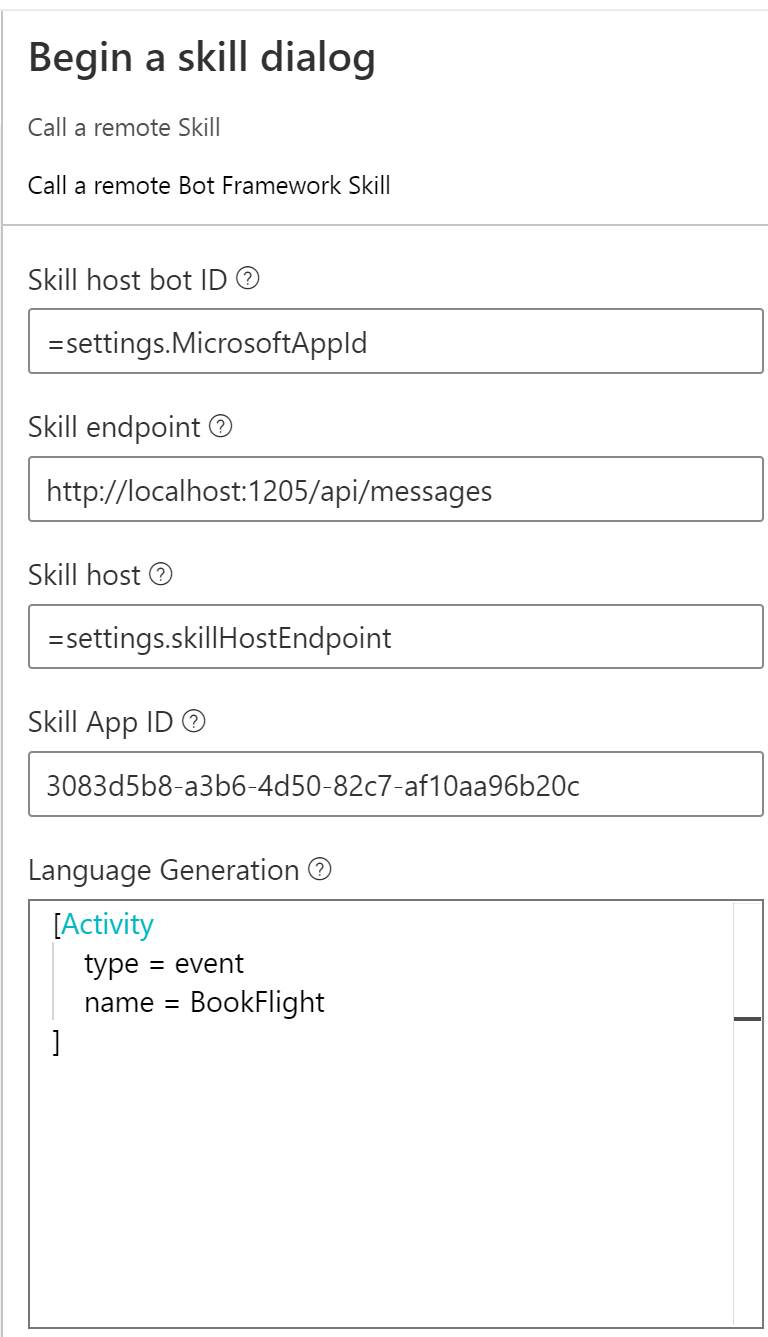 Begin a skill dialog
Call a remote Skill
Call a remote Bot Framework Skill
Skill host bot ID ?
=settings.MicrosoftAppId
Skill endpoint ?
http://localhost:1205/api/messages
Skill host ?
=settings.skillHostEndpoint
Skill App ID ?
3083d5b8-a3b6-4d50-82c7-af10aa96b20c
Language Generation ?
[Activity
type = event
name = BookFlight
]